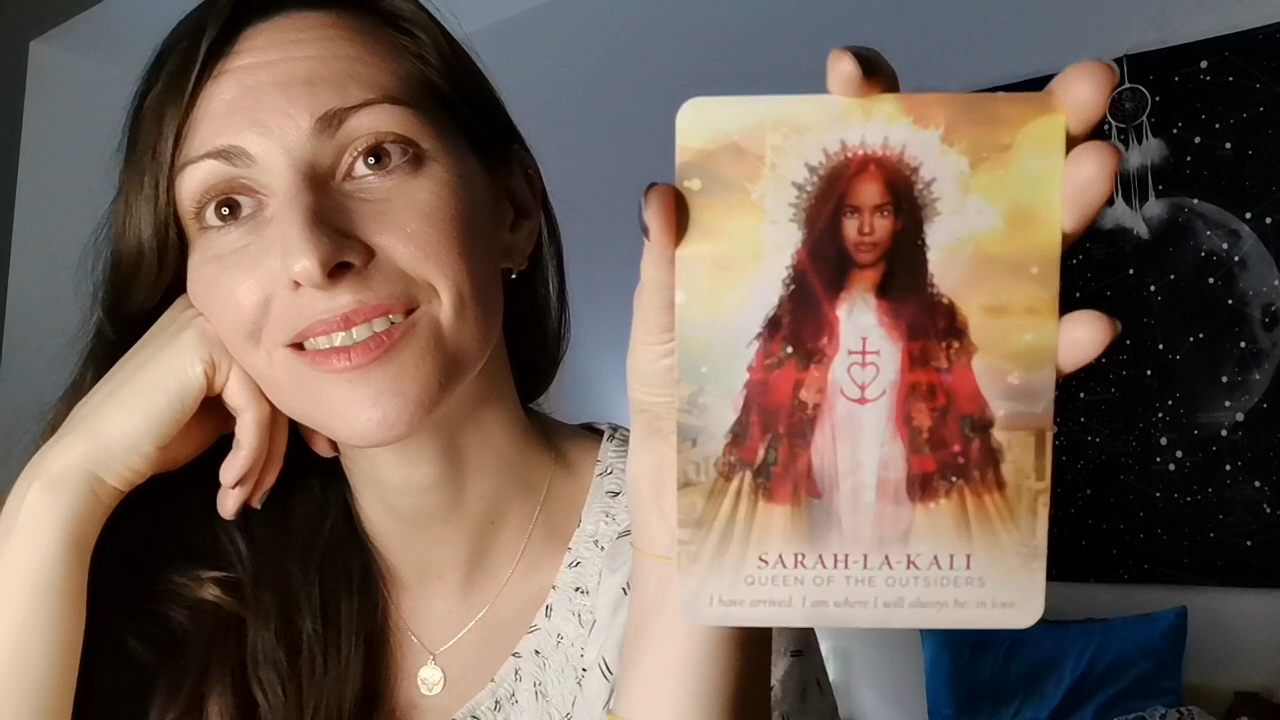 SARAH-LA-KALI
QUEEN OF THE OUTSIDERS
I have arrived. I am where I will always be: in love.